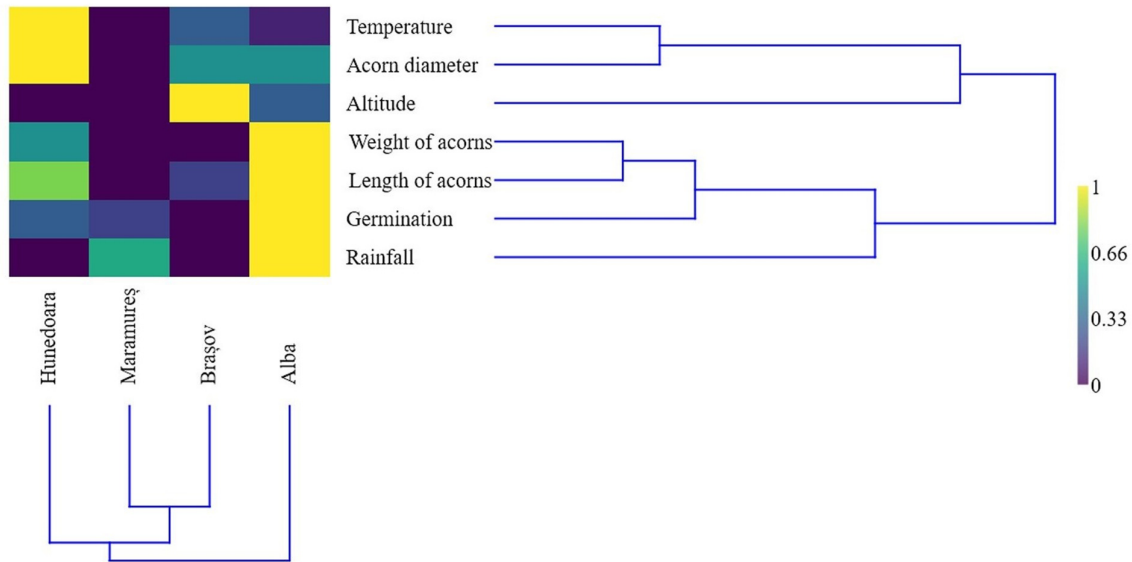 Temperature
Acorn diameter
Altitude
Weight of acorns
Length of acorns
Germination
Rainfall
1
0.66
0.33
0
Hunedoara
Maramureș
Brașov
Alba